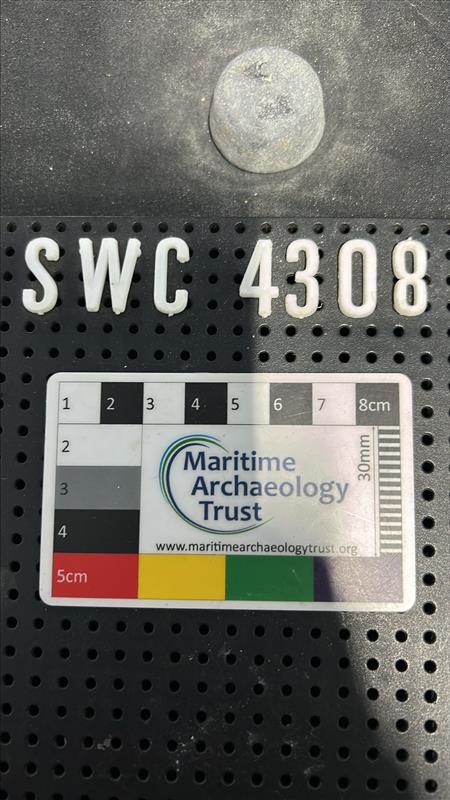 SWC 4308
1 2 3 4 5 6 7 8cm
2
3
4
5cm
30mm
Maritime
Archaeology
Trust
www.maritimearchaeologytrust.org